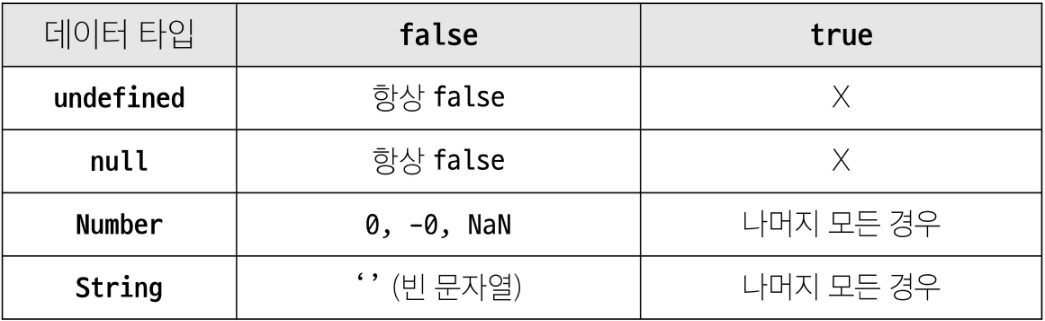 데이터 타입 false true
undefined 항상 false X
null 항상 false X
Number 0, -0, NaN 나머지 모든 경우
String ‘’ (빈 문자열) 나머지 모든 경우